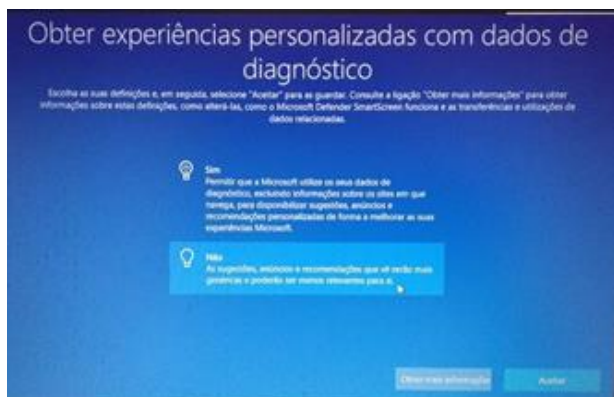 Obter experiências personalizadas com dados de
diagnóstico
Escolha as suas definições e, em seguida, selecione "Aceitar" para as guardar. Consulte a ligação "Obter mais informações" para obter
informações sobre estas definições, como alterá-las, como o Microsoft Defender SmartScreen funciona e as transferências e utilizações de
dados relacionadas.
Sim
Permitir que a Microsoft utilize os seus dados de
diagnóstico, excluindo informações sobre os sites em que
navega, para disponibilizar sugestões, anúncios e
recomendações personalizadas de forma a melhorar as suas
experiências Microsoft.
Não
As sugestões, anúncios e recomendações que vê serão mais
genéricas e poderão ser menos relevantes para si.
Obter mais informações
Aceitar